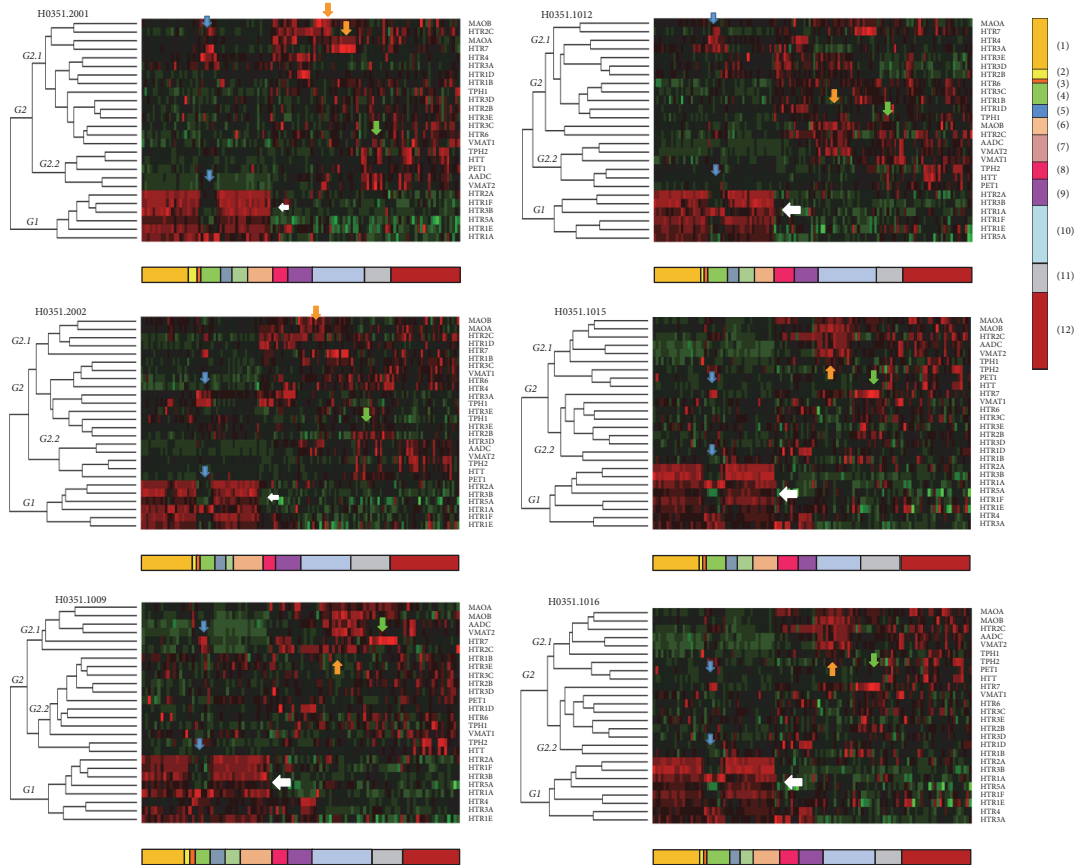 H0351.2001
G2.1
G2
G2.2
G1
MAOB
HTR2C
MAOA
HTR7
HTR4
HTR3A
HTR1D
HTR1B
TPH1
HTR3D
HTR2B
HTR3E
HTR3C
HTR6
VMAT1
TPH2
HTT
PET1
AADC
VMAT2
HTR2A
HTR1F
HTR3B
HTR5A
HTR1E
HTR1A
H0351.1012
G2.1
G2
G2.2
G1
MAOA
HTR7
HTR4
HTR3A
HTR3E
HTR3D
HTR2B
HTR6
HTR3C
HTR1B
HTR1D
TPH1
MAOB
HTR2C
AADC
VMAT2
VMAT1
TPH2
HTT
PET1
HTR2A
HTR3B
HTR1A
HTR1F
HTR1E
HTR5A
(1)
(2)
(3)
(4)
(5)
(6)
(7)
(8)
(9)
(10)
(11)
(12)
H0351.2002
G2.1
G2
G2.2
G1
MAOB
MAOA
HTR2C
HTR1D
HTR7
HTR1B
HTR3C
VMAT1
HTR6
HTR4
HTR3A
TPH1
HTR3E
TPH1
HTR3E
HTR2B
HTR3D
AADC
VMAT2
TPH2
HTT
PET1
HTR2A
HTR3B
HTR5A
HTR1A
HTR1F
HTR1E
H0351.1015
G2.1
G2
G2.2
G1
MAOA
MAOB
HTR2C
AADC
VMAT2
TPH1
TPH2
PET1
HTT
HTR7
VMAT1
HTR6
HTR3C
HTR3E
HTR2B
HTR3D
HTR1D
HTR1B
HTR2A
HTR3B
HTR1A
HTR5A
HTR1F
HTR1E
HTR4
HTR3A
H0351.1009
G2.1
G2
G2.2
G1
MAOA
MAOB
AADC
VMAT2
HTR7
HTR2C
HTR1B
HTR3E
HTR3C
HTR2B
HTR3D
PET1
HTR1D
HTR6
TPH1
VMAT1
TPH2
HTT
HTR2A
HTR1F
HTR3B
HTR5A
HTR1A
HTR4
HTR3A
HTR1E
H0351.1016
G2.1
G2
G2.2
G1
MAOA
MAOB
HTR2C
AADC
VMAT2
TPH1
TPH2
PET1
HTT
HTR7
VMAT1
HTR6
HTR3C
HTR3E
HTR2B
HTR3D
HTR1D
HTR1B
HTR2A
HTR3B
HTR1A
HTR5A
HTR1F
HTR1E
HTR4
HTR3A